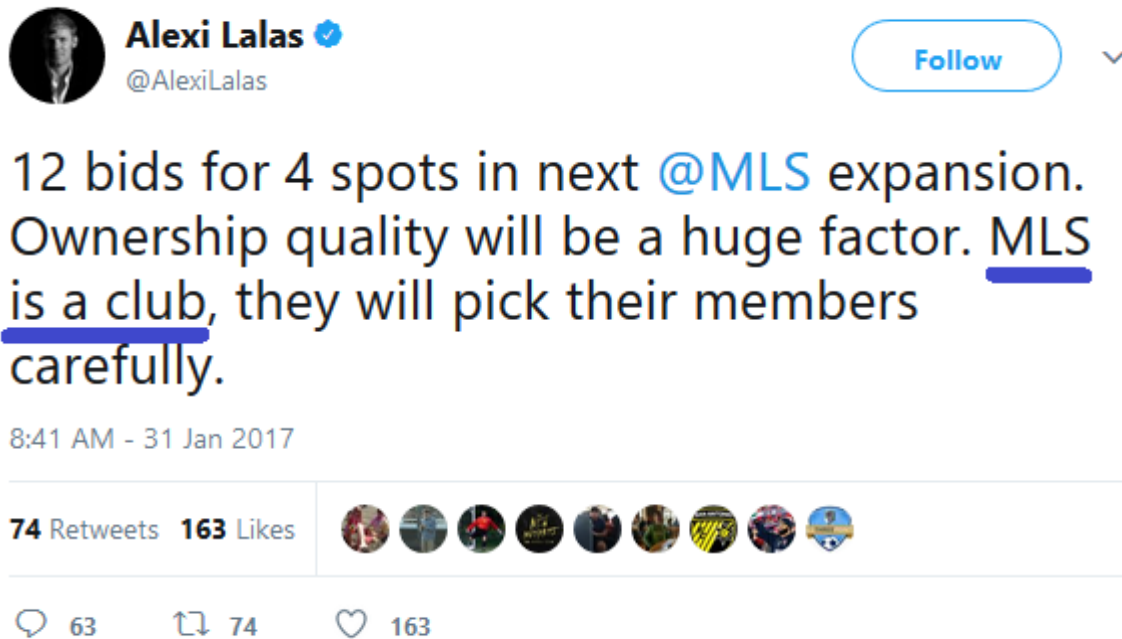 Alexi Lalas
@AlexiLalas
Follow
12 bids for 4 spots in next @MLS expansion.
Ownership quality will be a huge factor. MLS
is a club, they will pick their members
carefully.
8:41 AM - 31 Jan 2017
74 Retweets 163 Likes
63 74 163